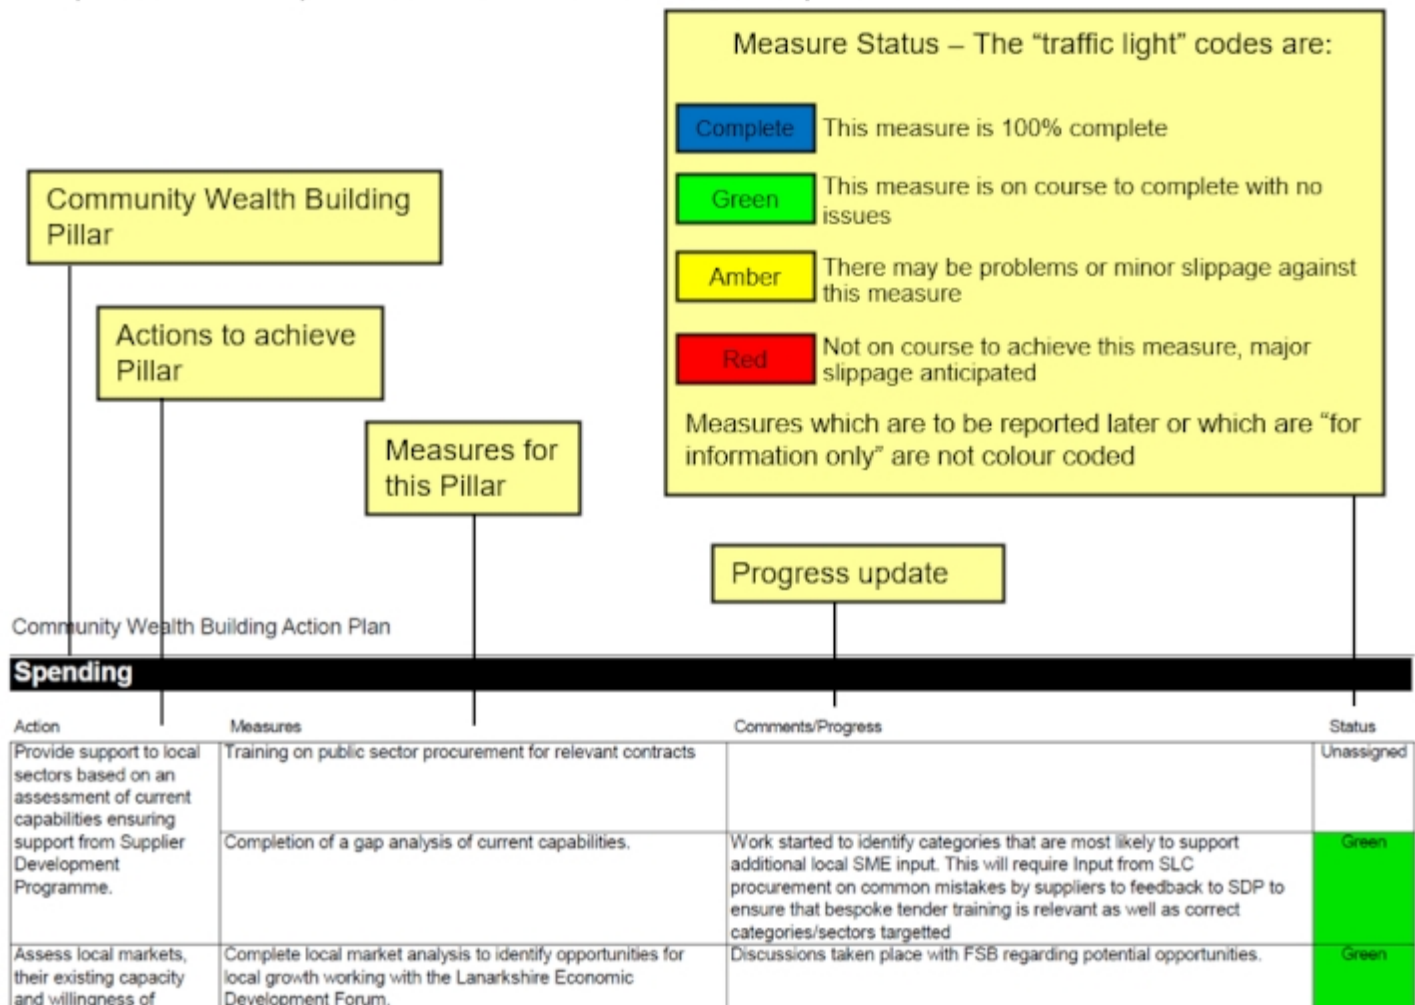 Measure Status – The “traffic light” codes are:
Complete
This measure is 100% complete
Green
This measure is on course to complete with no
issues
Amber
There may be problems or minor slippage against
this measure
Red
Not on course to achieve this measure, major
slippage anticipated
Measures which are to be reported later or which are “for
information only” are not colour coded
Community Wealth Building
Pillar
Actions to achieve
Pillar
Measures for
this Pillar
Progress update
Community Wealth Building Action Plan
Spending
Action
Measures
Comments/Progress
Status
Provide support to local
sectors based on an
assessment of current
capabilities ensuring
support from Supplier
Development
Programme.
Training on public sector procurement for relevant contracts
Unassigned
Completion of a gap analysis of current capabilities.
Work started to identify categories that are most likely to support
additional local SME input. This will require Input from SLC
procurement on common mistakes by suppliers to feedback to SDP to
ensure that bespoke tender training is relevant as well as correct
categories/sectors targetted
Green
Assess local markets,
their existing capacity
and willingness of
Complete local market analysis to identify opportunities for
local growth working with the Lanarkshire Economic
Development Forum.
Discussions taken place with FSB regarding potential opportunities.
Green